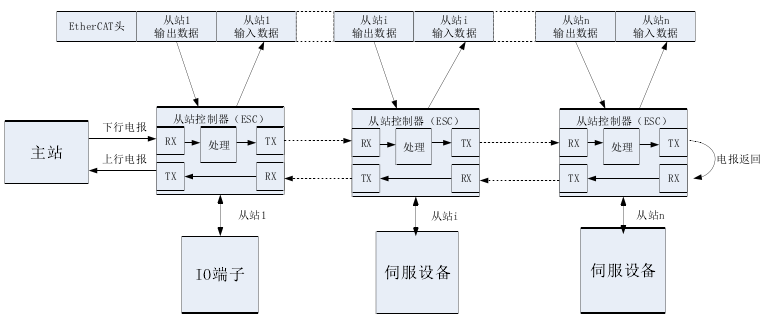 EtherCAT头
从站1
输出数据
从站1
输入数据
从站i
输出数据
从站i
输入数据
从站n
输出数据
从站n
输入数据
主站
下行电报
上行电报
从站控制器（ESC）
RX
处理
TX
TX
RX
从站控制器（ESC）
RX
处理
TX
TX
RX
从站控制器（ESC）
RX
处理
TX
TX
RX
电报返回
从站1
从站i
从站n
IO端子
伺服设备
伺服设备